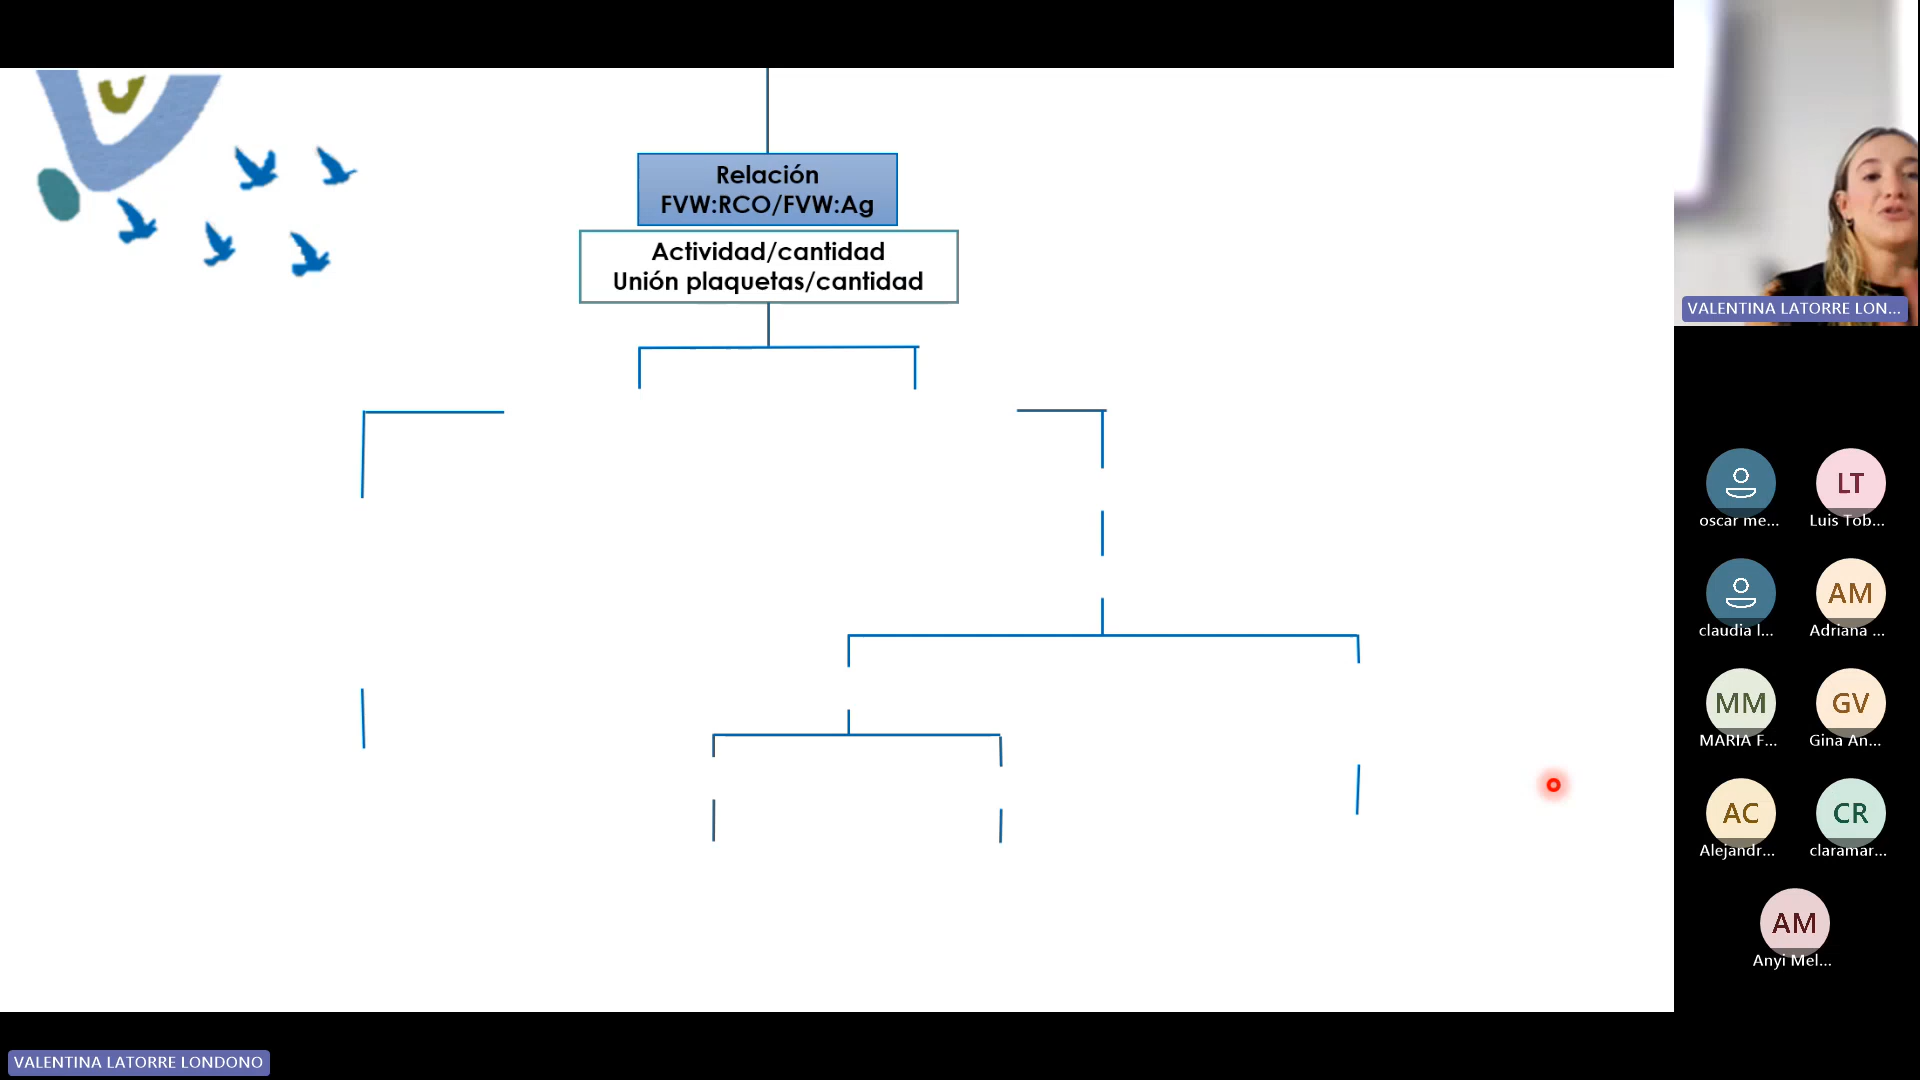 Relación
FVW:RCO/FVW:Ag
Actividad/cantidad
Unión plaquetas/cantidad
VALENTINA LATORRE LON...
LT
oscar me...
Luis Tob...
AM
claudia l...
Adriana ...
MM
GV
MARIA F...
Gina An...
AC
CR
Alejandr...
claramar...
AM
Anyi Mel...
VALENTINA LATORRE LONDONO